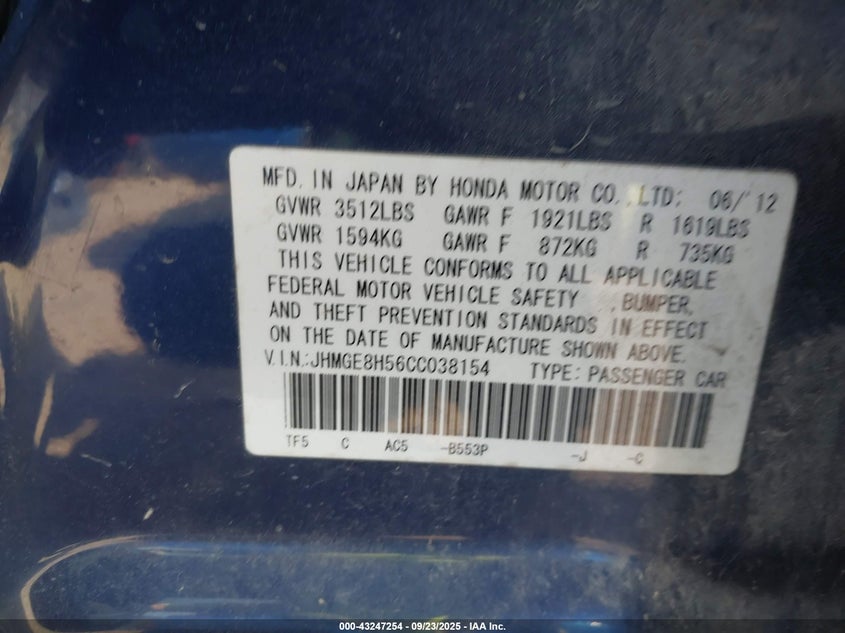 MFD. IN JAPAN BY HONDA MOTOR CO., LTD: 06/'12
GVWR 3512LBS GAWR F 1921LBS R 1619LBS
GVWR 1594KG GAWR F 872KG R 735KG
THIS VEHICLE CONFORMS TO ALL APPLICABLE
FEDERAL MOTOR VEHICLE SAFETY , BUMPER,
AND THEFT PREVENTION STANDARDS IN EFFECT
ON THE DATE OF MANUFACTURE SHOWN ABOVE.
V.I.N.:JHMGE8H56CC038154 TYPE: PASSENGER CAR
TF5 C AC5 -B553P -J -C
000-43247254 - 09/23/2025 - IAA Inc.